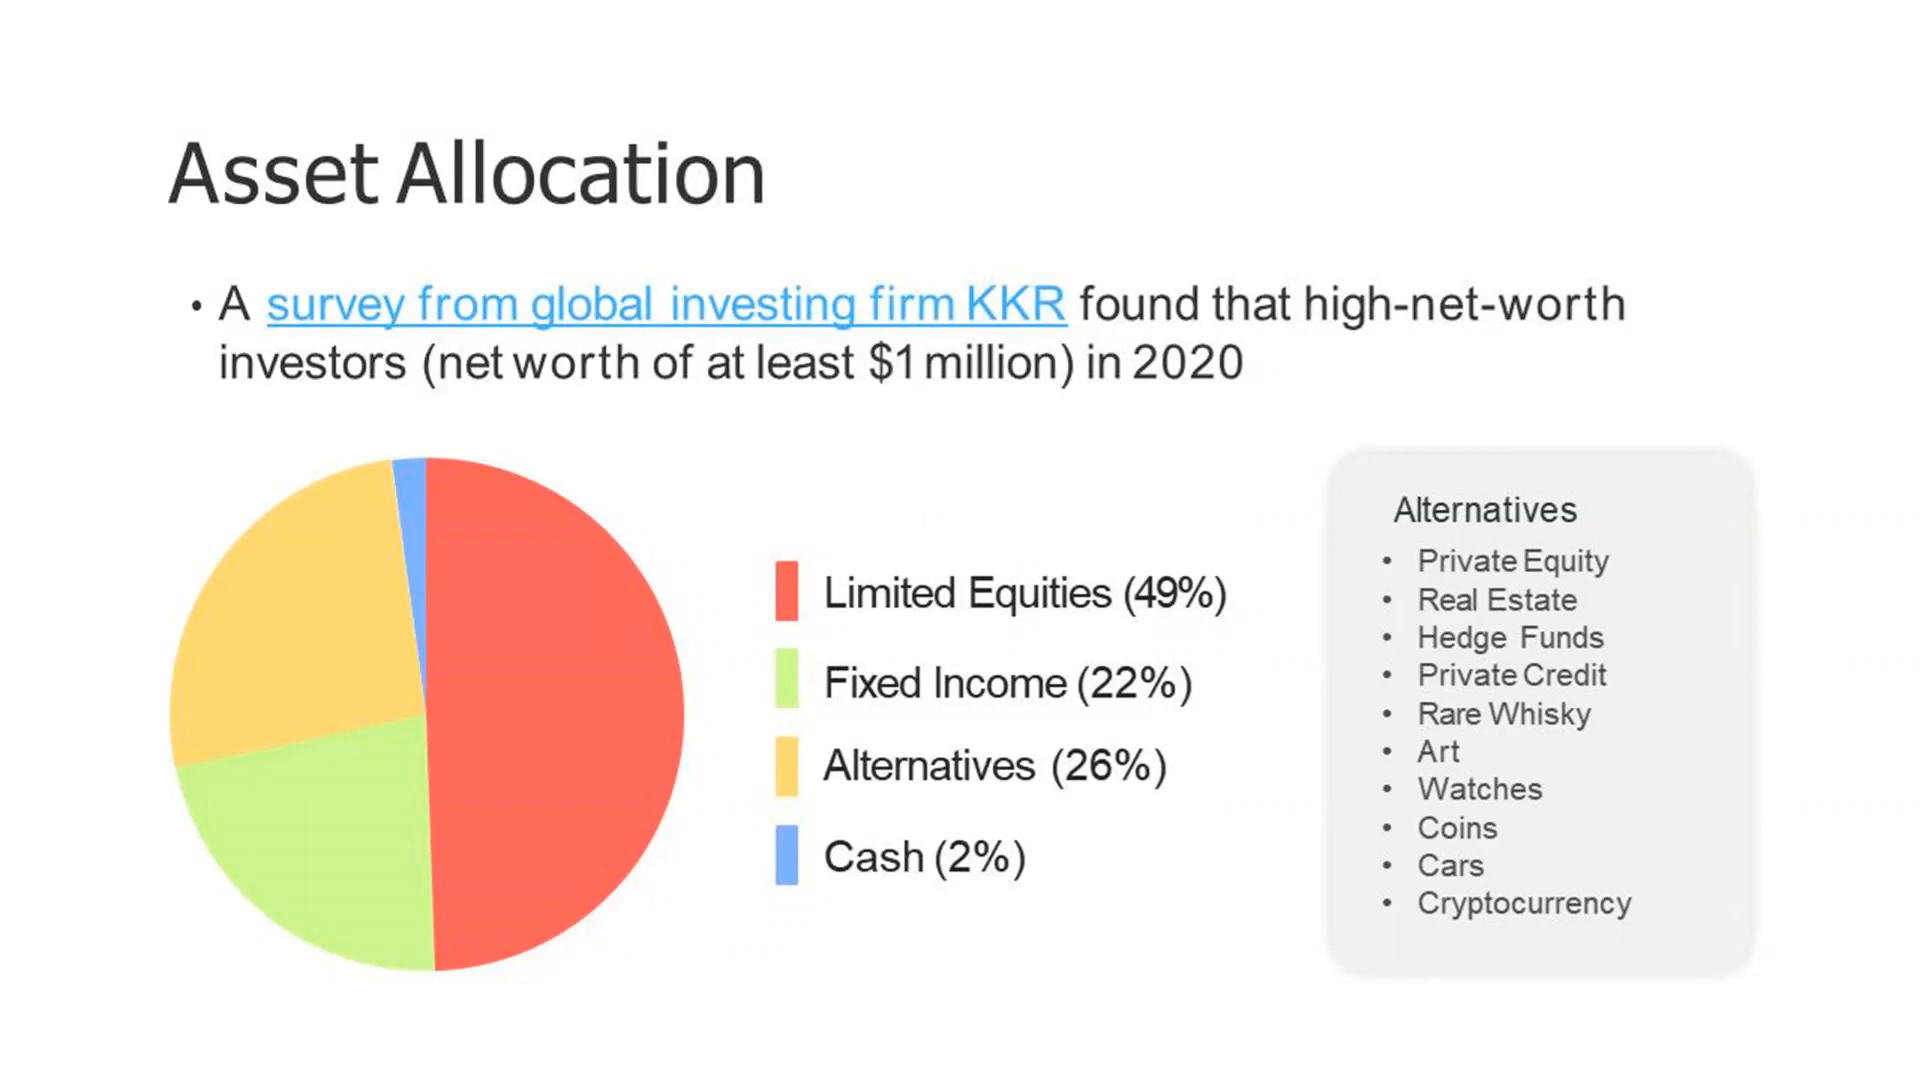 Asset Allocation
• A survey from global investing firm KKR found that high-net-worth
investors (net worth of at least $1 million) in 2020
Limited Equities (49%)
Fixed Income (22%)
Alternatives (26%)
Cash (2%)
Alternatives
• Private Equity
• Real Estate
• Hedge Funds
• Private Credit
• Rare Whisky
• Art
• Watches
• Coins
• Cars
• Cryptocurrency